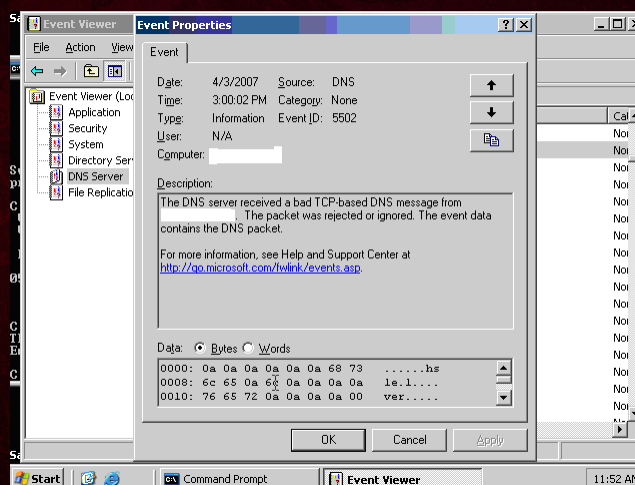 Event Viewer
File Action View
Event Viewer (Loc
Application
Security
System
Directory Ser
DNS Server
File Replicatio
Event Properties
Event
Date: 4/3/2007 Source: DNS
Time: 3:00:02 PM Category: None
Type: Information Event ID: 5502
User: N/A
Computer:
Description:
The DNS server received a bad TCP-based DNS message from
. The packet was rejected or ignored. The event data
contains the DNS packet.
For more information, see Help and Support Center at
http://go.microsoft.com/fwlink/events.asp.
Data: Bytes Words
0000: 0a 0a 0a 0a 0a 0a 68 73 ......hs
0008: 6c 65 0a 6c 0a 0a 0a 0a le.l....
0010: 76 65 72 0a 0a 0a 0a 00 ver.....
OK Cancel Apply
Start Command Prompt Event Viewer 11:52 AM